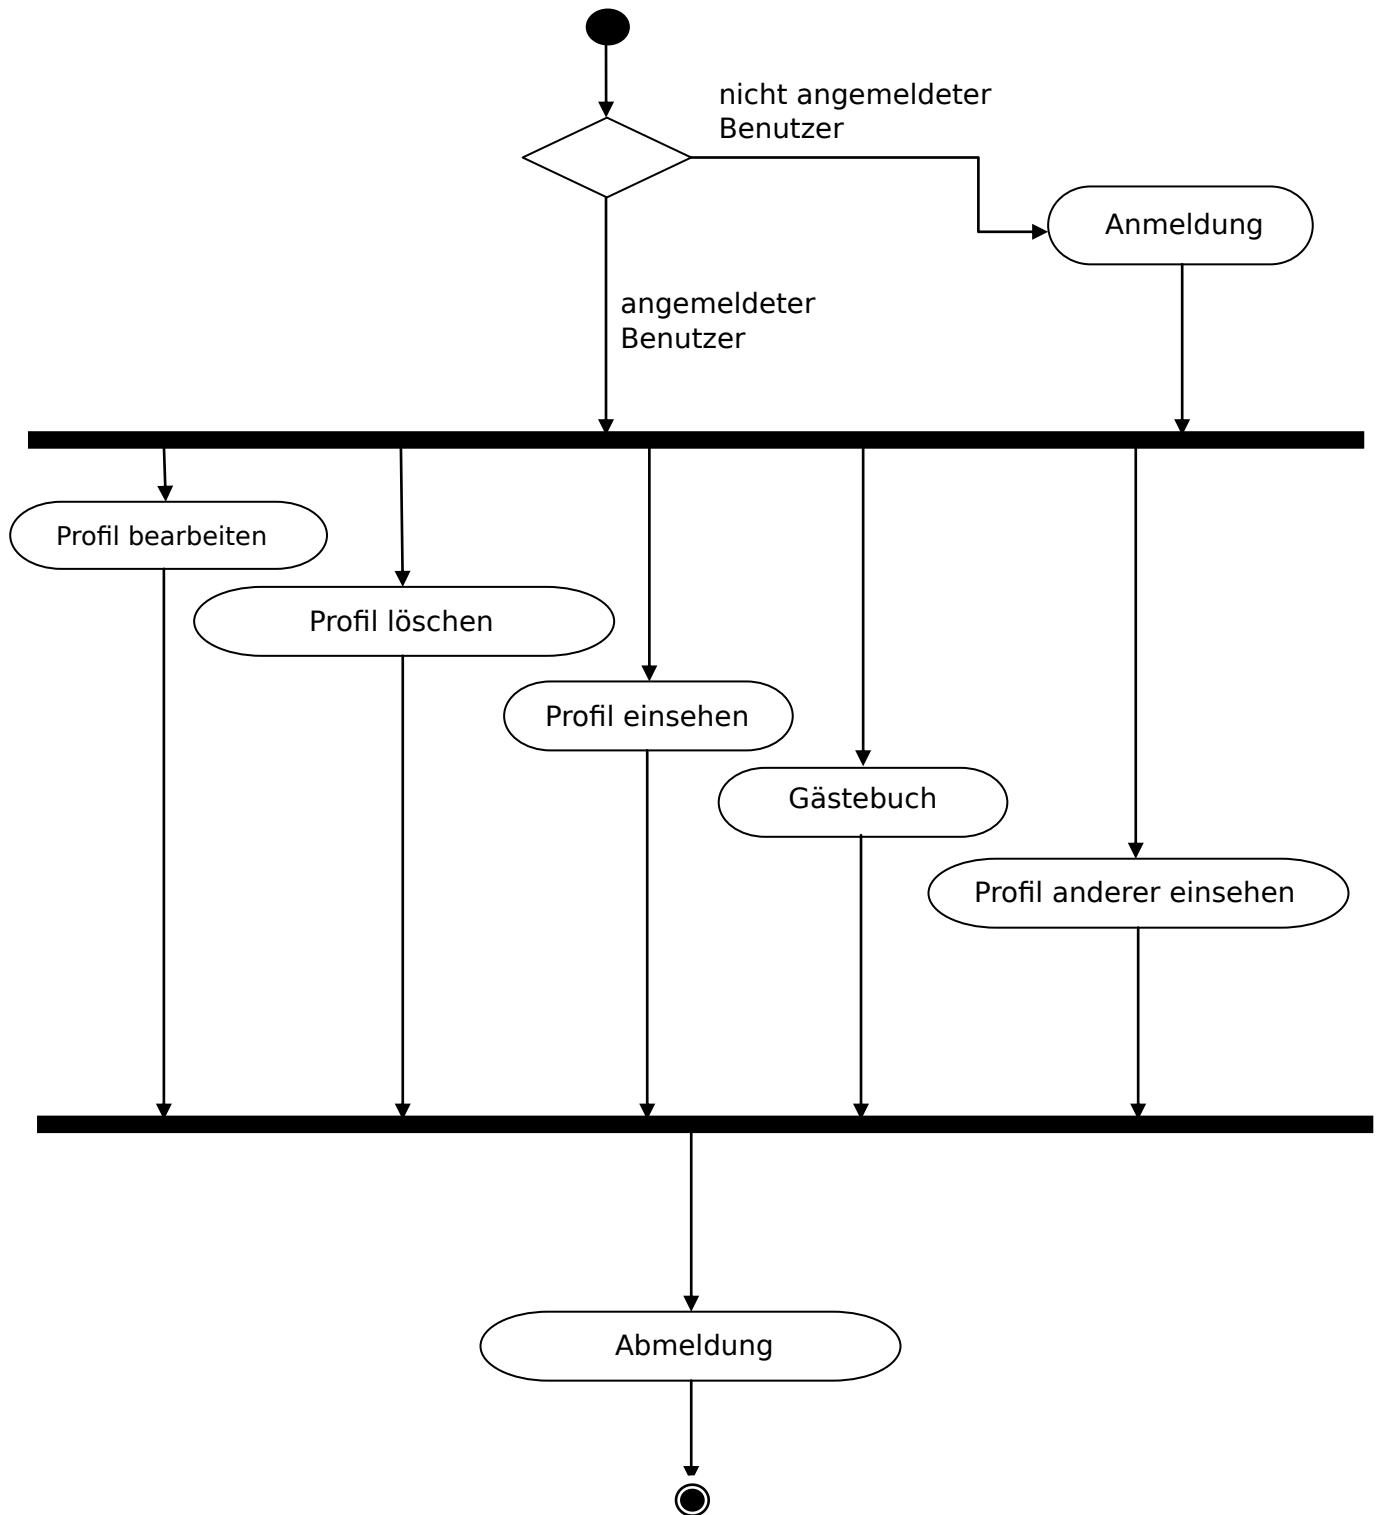 nicht angemeldeter
Benutzer
Anmeldung
angemeldeter
Benutzer
Profil bearbeiten
Profil löschen
Profil einsehen
Gästebuch
Profil anderer einsehen
Abmeldung